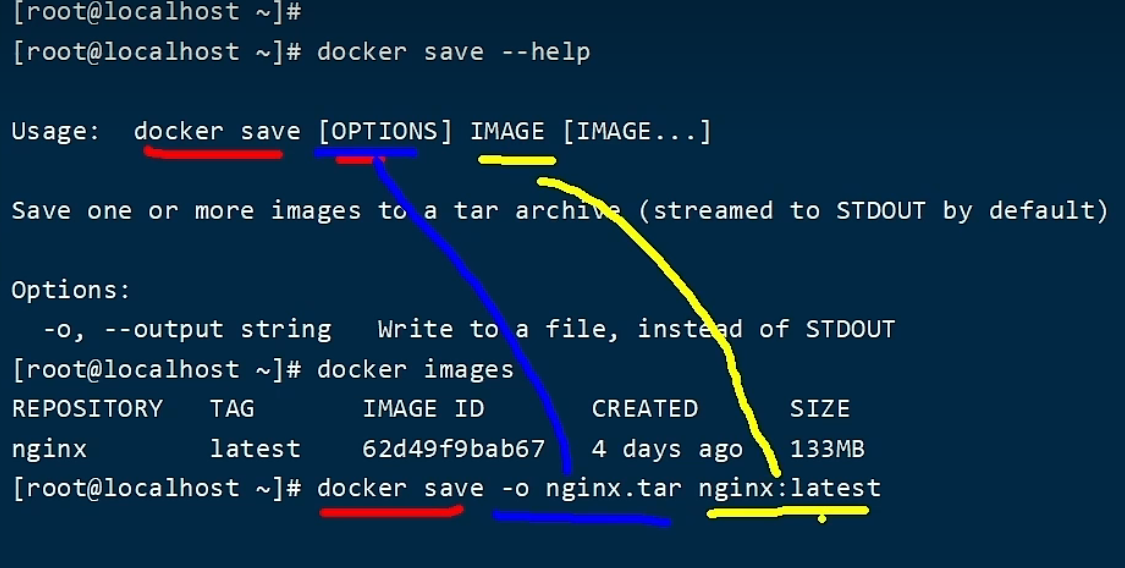 [root@localhost ~]#
[root@localhost ~]# docker save --help
Usage:  docker save [OPTIONS] IMAGE [IMAGE...]
Save one or more images to a tar archive (streamed to STDOUT by default)
Options:
  -o, --output string   Write to a file, instead of STDOUT
[root@localhost ~]# docker images
REPOSITORY   TAG       IMAGE ID       CREATED      SIZE
nginx        latest    62d49f9bab67   4 days ago   133MB
[root@localhost ~]# docker save -o nginx.tar nginx:latest